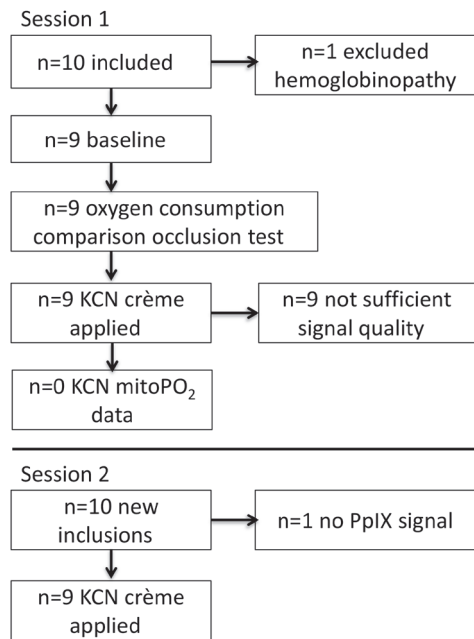 Session 1
n=10 included
n=1 excluded
hemoglobinopathy
n=9 baseline
n=9 oxygen consumption
comparison occlusion test
n=9 KCN crème
applied
n=9 not sufficient
signal quality
n=0 KCN mitoPO₂
data
Session 2
n=10 new
inclusions
n=1 no PpIX signal
n=9 KCN crème
applied